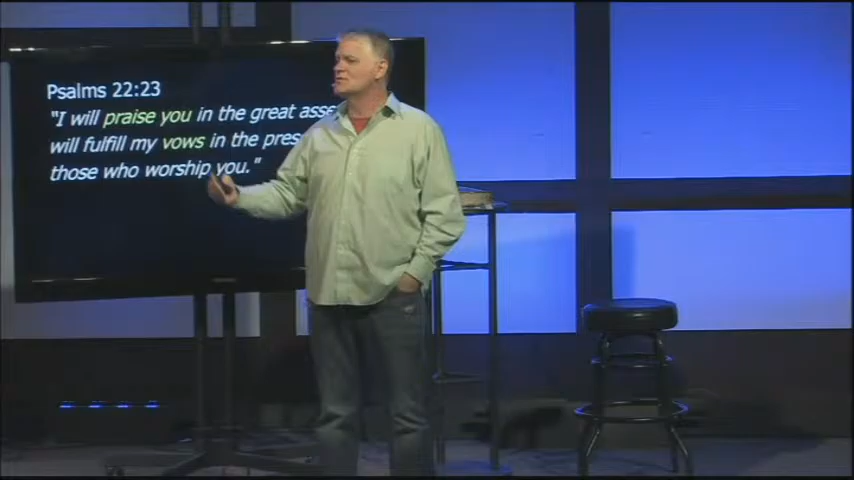 Psalms 22:23
"I will praise you in the great asse
will fulfill my vows in the pres
those who worship you."